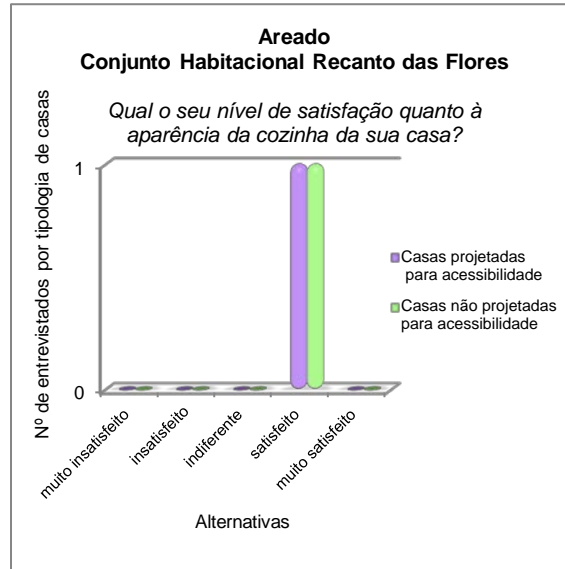 Areado
Conjunto Habitacional Recanto das Flores
Qual o seu nível de satisfação quanto à
aparência da cozinha da sua casa?
Nº de entrevistados por tipologia de casas
1
0
muito insatisfeito
insatisfeito
indiferente
satisfeito
muito satisfeito
Alternativas
Casas projetadas
para acessibilidade
Casas não projetadas
para acessibilidade